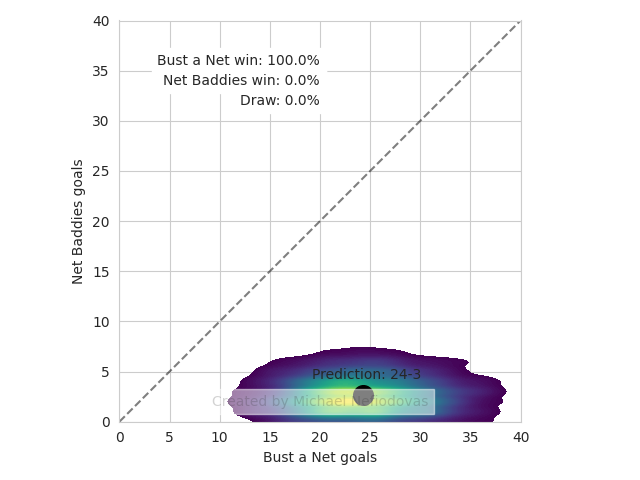 40
35
30
25
20
15
10
5
0
Net Baddies goals
Bust a Net win: 100.0%
Net Baddies win: 0.0%
Draw: 0.0%
Prediction: 24-3
Created by Michael Nefiodovas
0 5 10 15 20 25 30 35 40
Bust a Net goals